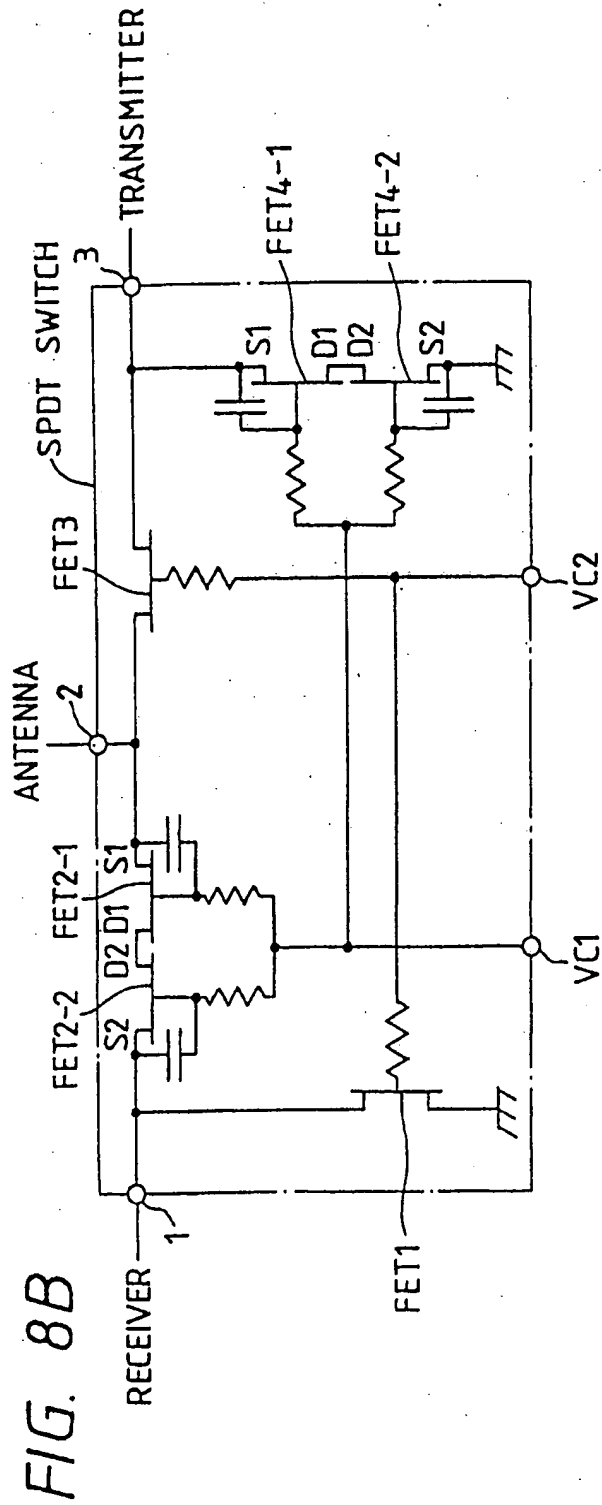 FIG. 8B
ANTENNA
2
SPDT SWITCH
FET2-2
FET2-1
FET3
3
TRANSMITTER
S2
D2
D1
S1
RECEIVER
1
S1
D1
D2
S2
FET4-1
FET4-2
FET1
VC1
VC2